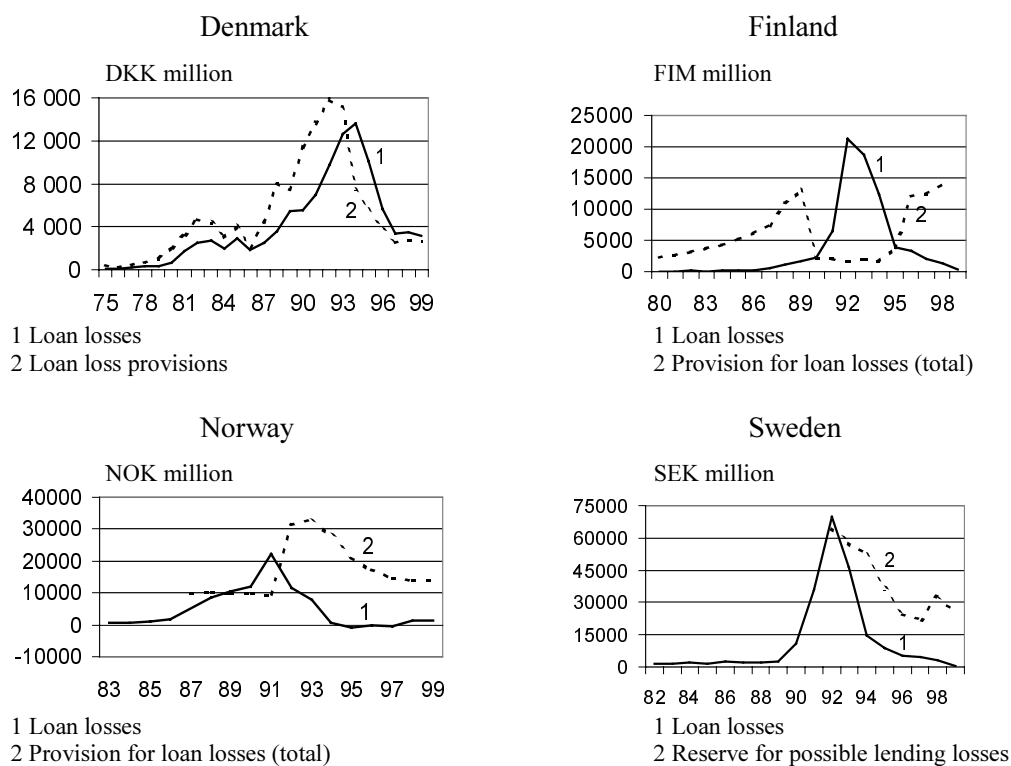 Denmark
DKK million
16 000
12 000
8 000
4 000
0
1
2
75 78 81 84 87 90 93 96 99
1 Loan losses
2 Loan loss provisions
Finland
FIM million
25000
20000
15000
10000
5000
0
1
2
80 83 86 89 92 95 98
1 Loan losses
2 Provision for loan losses (total)
Norway
NOK million
40000
30000
20000
10000
0
-10000
2
1
83 85 87 89 91 93 95 97 99
1 Loan losses
2 Provision for loan losses (total)
Sweden
SEK million
75000
60000
45000
30000
15000
0
2
1
82 84 86 88 90 92 94 96 98
1 Loan losses
2 Reserve for possible lending losses